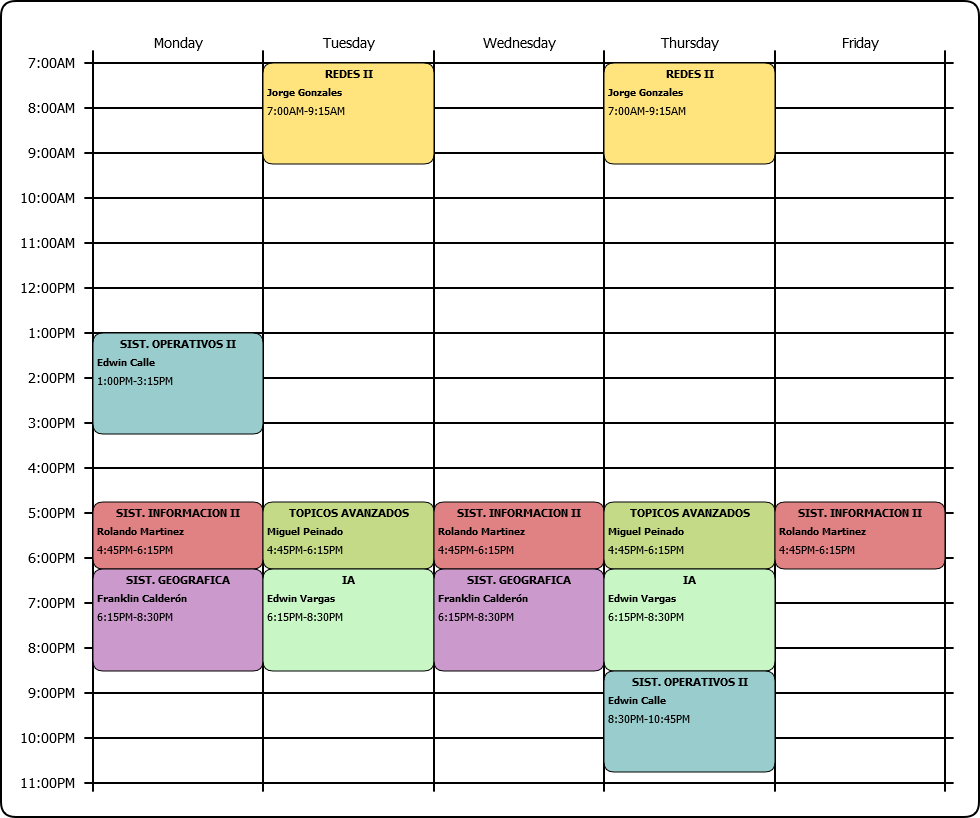 Monday Tuesday Wednesday Thursday Friday
7:00AM
REDES II
Jorge Gonzales
7:00AM-9:15AM
REDES II
Jorge Gonzales
7:00AM-9:15AM
8:00AM
9:00AM
10:00AM
11:00AM
12:00PM
1:00PM
SIST. OPERATIVOS II
Edwin Calle
1:00PM-3:15PM
2:00PM
3:00PM
4:00PM
5:00PM
SIST. INFORMACION II
Rolando Martinez
4:45PM-6:15PM
TOPICOS AVANZADOS
Miguel Peinado
4:45PM-6:15PM
SIST. INFORMACION II
Rolando Martinez
4:45PM-6:15PM
TOPICOS AVANZADOS
Miguel Peinado
4:45PM-6:15PM
SIST. INFORMACION II
Rolando Martinez
4:45PM-6:15PM
6:00PM
SIST. GEOGRAFICA
Franklin Calderón
6:15PM-8:30PM
IA
Edwin Vargas
6:15PM-8:30PM
SIST. GEOGRAFICA
Franklin Calderón
6:15PM-8:30PM
IA
Edwin Vargas
6:15PM-8:30PM
7:00PM
8:00PM
SIST. OPERATIVOS II
Edwin Calle
8:30PM-10:45PM
9:00PM
10:00PM
11:00PM